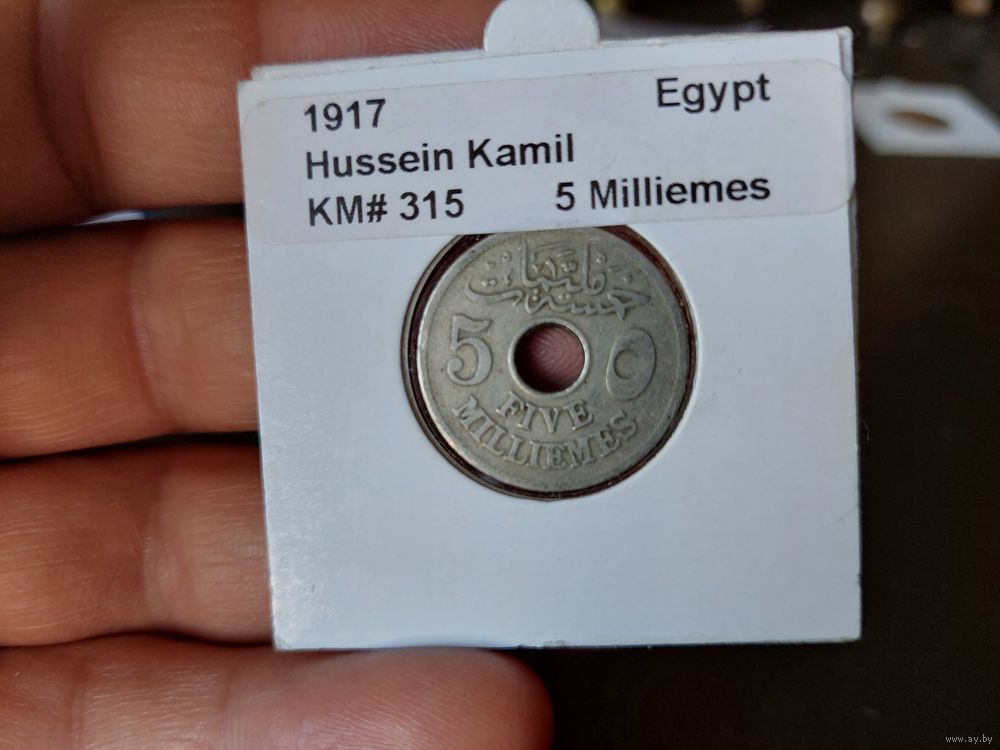 1917 Egypt
Hussein Kamil
KM# 315 5 Milliemes
خمسة مليمات
5 ٥
FIVE
MILLIEMES
www.ay.by